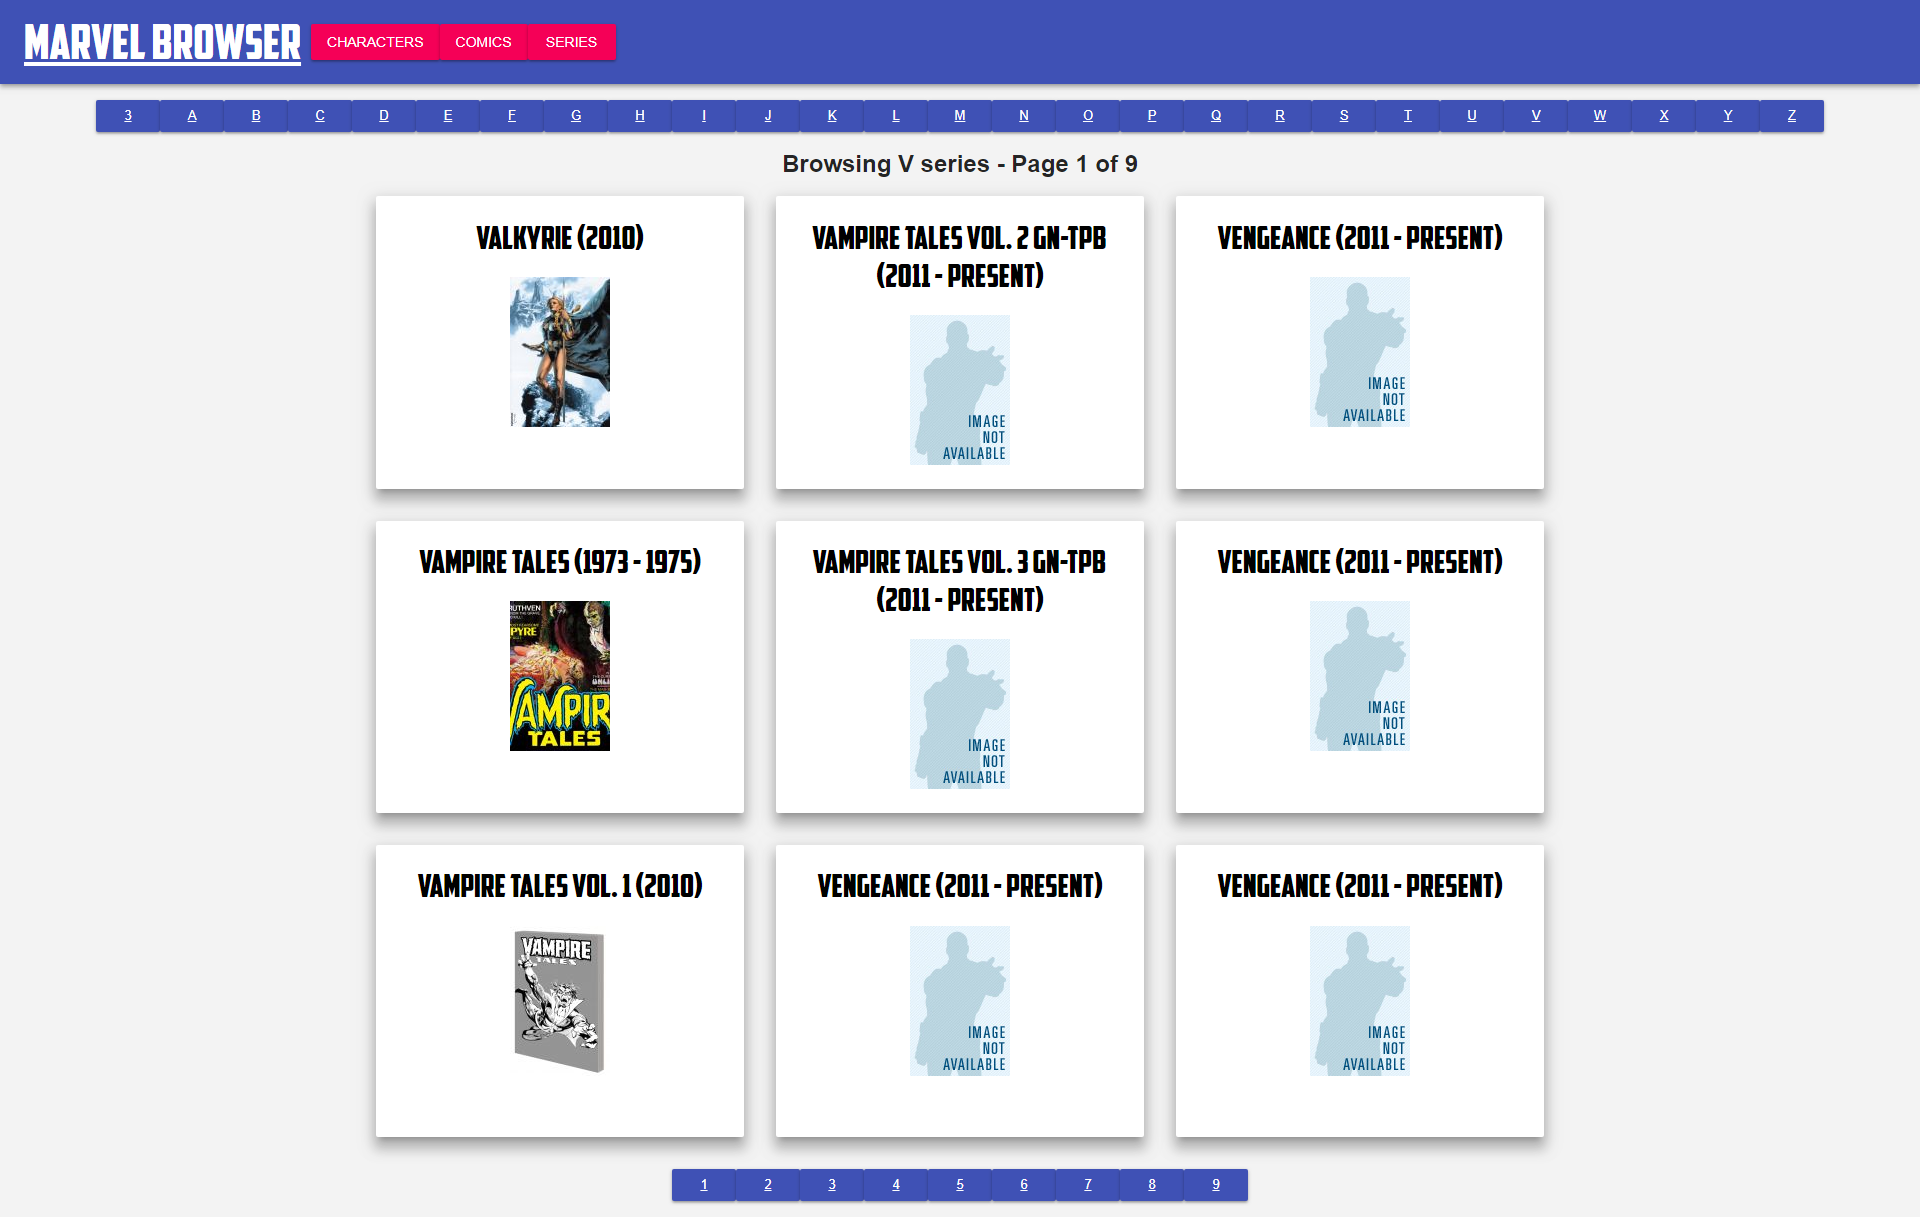 MARVEL BROWSER
CHARACTERS
COMICS
SERIES
3 A B C D E F G H I J K L M N O P Q R S T U V W X Y Z
Browsing V series - Page 1 of 9
VALKYRIE (2010)
VAMPIRE TALES VOL. 2 GN-TPB
(2011 - PRESENT)
IMAGE
NOT
AVAILABLE
VENGEANCE (2011 - PRESENT)
IMAGE
NOT
AVAILABLE
VAMPIRE TALES (1973 - 1975)
RUTHVEN
PYRE
VAMPIR
TALES
VAMPIRE TALES VOL. 3 GN-TPB
(2011 - PRESENT)
IMAGE
NOT
AVAILABLE
VENGEANCE (2011 - PRESENT)
IMAGE
NOT
AVAILABLE
VAMPIRE TALES VOL. 1 (2010)
VAMPIRE
TALES
VENGEANCE (2011 - PRESENT)
IMAGE
NOT
AVAILABLE
VENGEANCE (2011 - PRESENT)
IMAGE
NOT
AVAILABLE
1 2 3 4 5 6 7 8 9